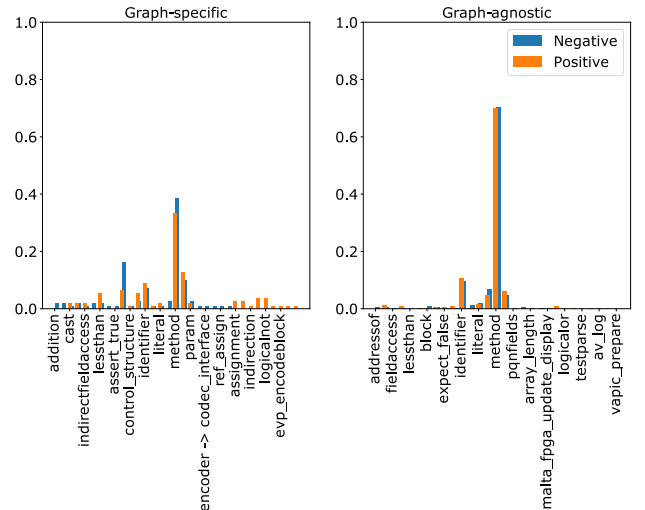 Graph-specific
Graph-agnostic
1.0
0.8
0.6
0.4
0.2
0.0
1.0
0.8
0.6
0.4
0.2
0.0
Negative
Positive
addition
cast
indirectfieldaccess
lessthan
assert_true
control_structure
identifier
literal
method
param
encoder -> codec_interface
ref_assign
assignment
indirection
logicalnot
evp_encodeblock
addressof
fieldaccess
lessthan
block
expect_false
identifier
literal
method
pqnfields
array_length
malta_fpga_update_display
logicalor
testparsd
av_log
vapic_prepare